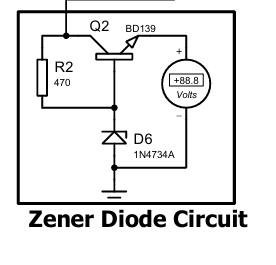 Q2
BD139
R2
470
+
+88.8
Volts
−
D6
1N4734A
Zener Diode Circuit